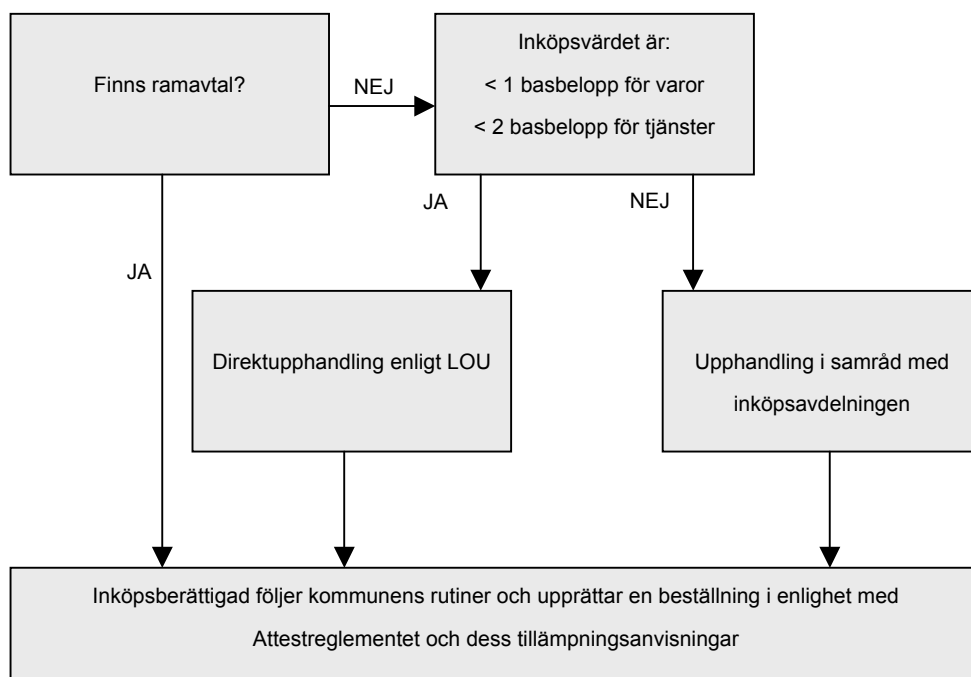 Finns ramavtal?
NEJ
Inköpsvärdet är:
< 1 basbelopp för varor
< 2 basbelopp för tjänster
JA
NEJ
JA
Direktupphandling enligt LOU
Upphandling i samråd med
inköpsavdelningen
Inköpsberättigad följer kommunens rutiner och upprättar en beställning i enlighet med
Attestreglementet och dess tillämpningsanvisningar